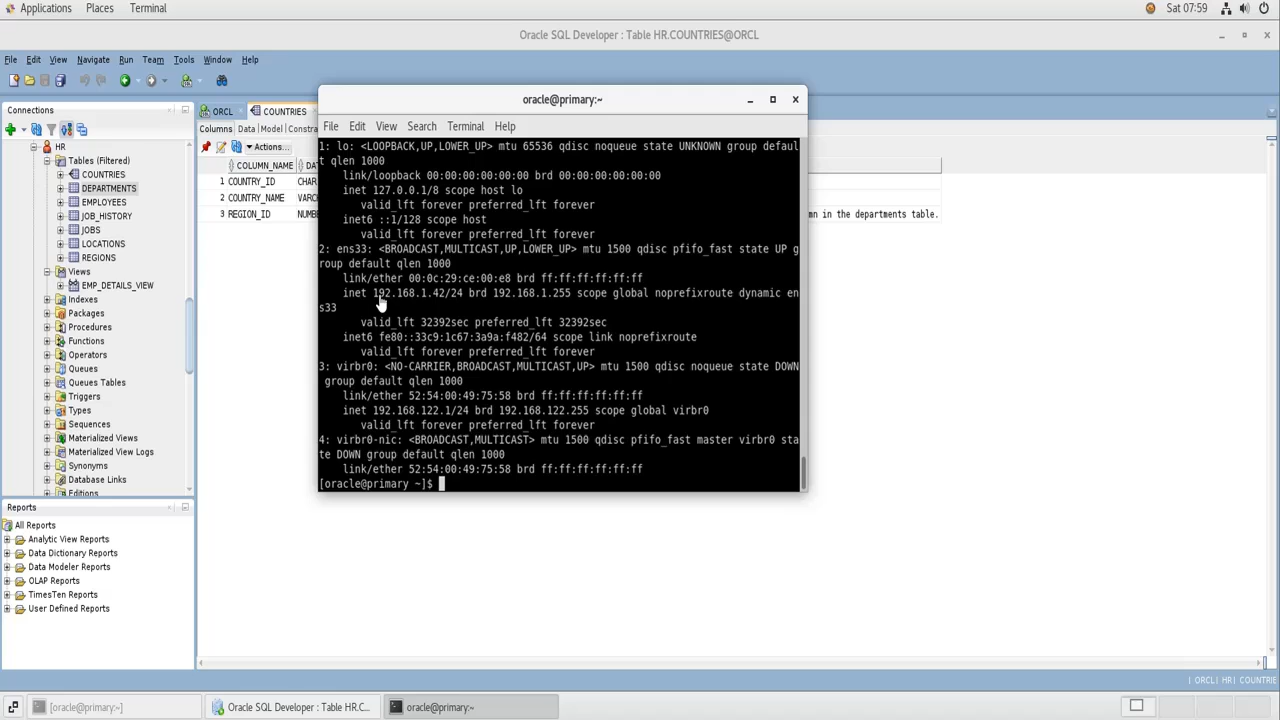 Applications Places Terminal Sat 07:59
Oracle SQL Developer : Table HR.COUNTRIES@ORCL
File Edit View Navigate Run Team Tools Window Help
Connections
ORCL COUNTRIES
Columns Data Model Constra
Actions...
COLUMN_NAME DAT
1 COUNTRY_ID CHAR
2 COUNTRY_NAME VARC
3 REGION_ID NUMB
mn in the departments table.
HR
Tables (Filtered)
COUNTRIES
DEPARTMENTS
EMPLOYEES
JOB_HISTORY
JOBS
LOCATIONS
REGIONS
Views
EMP_DETAILS_VIEW
Indexes
Packages
Procedures
Functions
Operators
Queues
Queues Tables
Triggers
Types
Sequences
Materialized Views
Materialized View Logs
Synonyms
Database Links
Editions
Reports
All Reports
Analytic View Reports
Data Dictionary Reports
Data Modeler Reports
OLAP Reports
TimesTen Reports
User Defined Reports
oracle@primary:~
File Edit View Search Terminal Help
1: lo: <LOOPBACK,UP,LOWER_UP> mtu 65536 qdisc noqueue state UNKNOWN group defaul
t qlen 1000
link/loopback 00:00:00:00:00:00 brd 00:00:00:00:00:00
inet 127.0.0.1/8 scope host lo
valid_lft forever preferred_lft forever
inet6 ::1/128 scope host
valid_lft forever preferred_lft forever
2: ens33: <BROADCAST,MULTICAST,UP,LOWER_UP> mtu 1500 qdisc pfifo_fast state UP g
roup default qlen 1000
link/ether 00:0c:29:ce:00:e8 brd ff:ff:ff:ff:ff:ff
inet 192.168.1.42/24 brd 192.168.1.255 scope global noprefixroute dynamic en
s33
valid_lft 32392sec preferred_lft 32392sec
inet6 fe80::33c9:1c67:3a9a:f482/64 scope link noprefixroute
valid_lft forever preferred_lft forever
3: virbr0: <NO-CARRIER,BROADCAST,MULTICAST,UP> mtu 1500 qdisc noqueue state DOWN
group default qlen 1000
link/ether 52:54:00:49:75:58 brd ff:ff:ff:ff:ff:ff
inet 192.168.122.1/24 brd 192.168.122.255 scope global virbr0
valid_lft forever preferred_lft forever
4: virbr0-nic: <BROADCAST,MULTICAST> mtu 1500 qdisc pfifo_fast master virbr0 sta
te DOWN group default qlen 1000
link/ether 52:54:00:49:75:58 brd ff:ff:ff:ff:ff:ff
[oracle@primary ~]$
ORCL| HR| COUNTRIE
[oracle@primary:~] Oracle SQL Developer : Table HR.C... oracle@primary:~